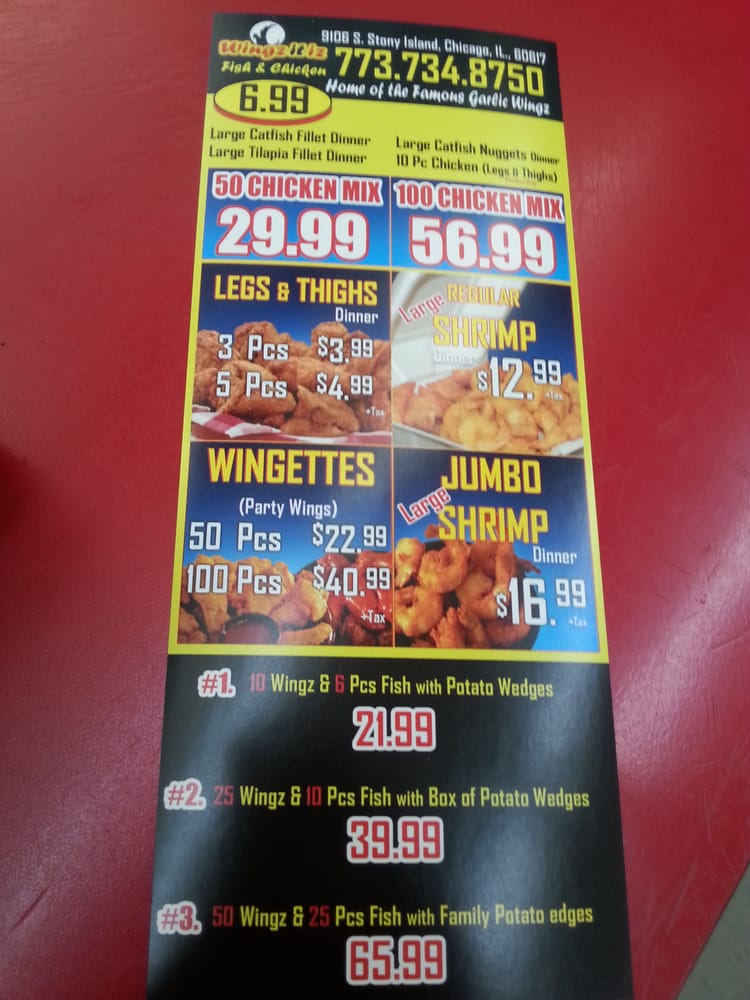 Wingz it iz
Fish & Chicken
9106 S. Stony Island, Chicago, IL., 60617
773.734.8750
Home of the Famous Garlic Wingz
6.99
Large Catfish Fillet Dinner
Large Tilapia Fillet Dinner
Large Catfish Nuggets Dinner
10 Pc Chicken (Legs & Thighs)
50 CHICKEN MIX
29.99
100 CHICKEN MIX
56.99
LEGS & THIGHS
Dinner
3 Pcs $3.99
5 Pcs $4.99
+Tax
Large REGULAR
SHRIMP
Dinner
$12.99
+Tax
WINGETTES
(Party Wings)
50 Pcs $22.99
100 Pcs $40.99
+Tax
JUMBO
Large SHRIMP
Dinner
$16.99
+Tax
#1. 10 Wingz & 6 Pcs Fish with Potato Wedges
21.99
#2. 25 Wingz & 10 Pcs Fish with Box of Potato Wedges
39.99
#3. 50 Wingz & 25 Pcs Fish with Family Potato edges
65.99